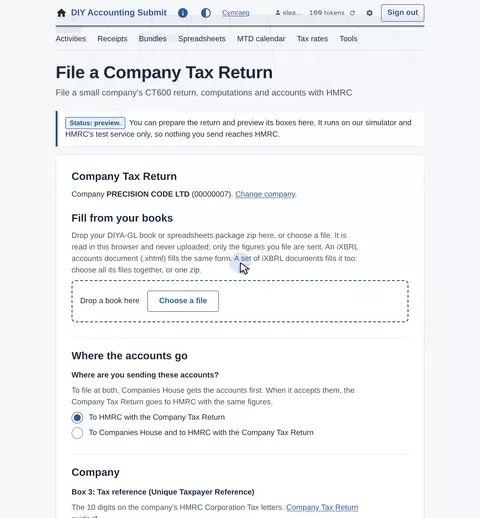 DIY Accounting Submit
Cymraeg
elea...
100 tokens
Sign out
Activities
Receipts
Bundles
Spreadsheets
MTD calendar
Tax rates
Tools
File a Company Tax Return
File a small company's CT600 return, computations and accounts with HMRC
Status: preview. You can prepare the return and preview its boxes here. It runs on our simulator and
HMRC's test service only, so nothing you send reaches HMRC.
Company Tax Return
Company PRECISION CODE LTD (00000007). Change company.
Fill from your books
Drop your DIYA-GL book or spreadsheets package zip here, or choose a file. It is
read in this browser and never uploaded; only the figures you file are sent. An iXBRL
accounts document (.xhtml) fills the same form. A set of iXBRL documents fills it too:
choose all its files together, or one zip.
Drop a book here
Choose a file
Where the accounts go
Where are you sending these accounts?
To file at both, Companies House gets the accounts first. When it accepts them, the
Company Tax Return goes to HMRC with the same figures.
To HMRC with the Company Tax Return
To Companies House and to HMRC with the Company Tax Return
Company
Box 3: Tax reference (Unique Taxpayer Reference)
The 10 digits on the company's HMRC Corporation Tax letters. Company Tax Return